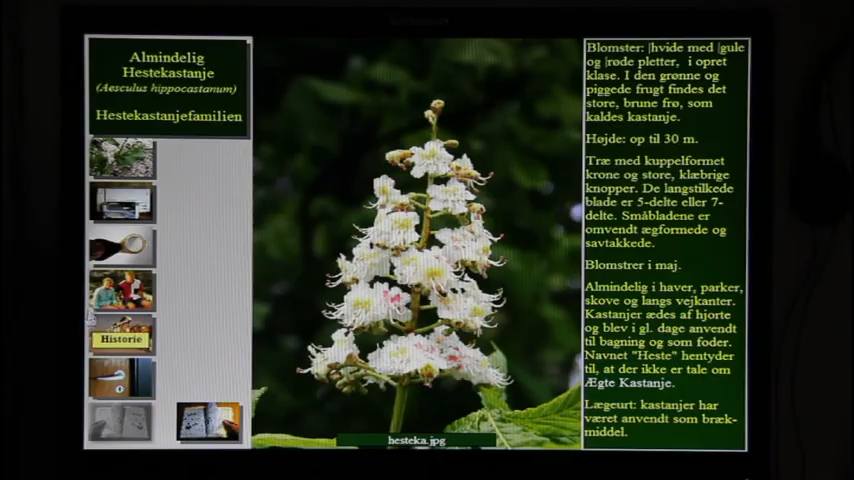 Almindelig
Hestekastanje
(Aesculus hippocastanum)
Hestekastanjefamilien
Historie
hesteka.jpg
Blomster: |hvide med |gule
og |røde pletter, i opret
klase. I den grønne og
piggede frugt findes det
store, brune frø, som
kaldes kastanje.
Højde: op til 30 m.
Træ med kuppelformet
krone og store, klæbrige
knopper. De langstilkede
blade er 5-delte eller 7-
delte. Småbladene er
omvendt ægformede og
savtakkede.
Blomstrer i maj.
Almindelig i haver, parker,
skove og langs vejkanter.
Kastanjer ædes af hjorte
og blev i gl. dage anvendt
til bagning og som foder.
Navnet "Heste" hentyder
til, at der ikke er tale om
Ægte Kastanje.
Lægeurt: kastanjer har
været anvendt som bræk-
middel.